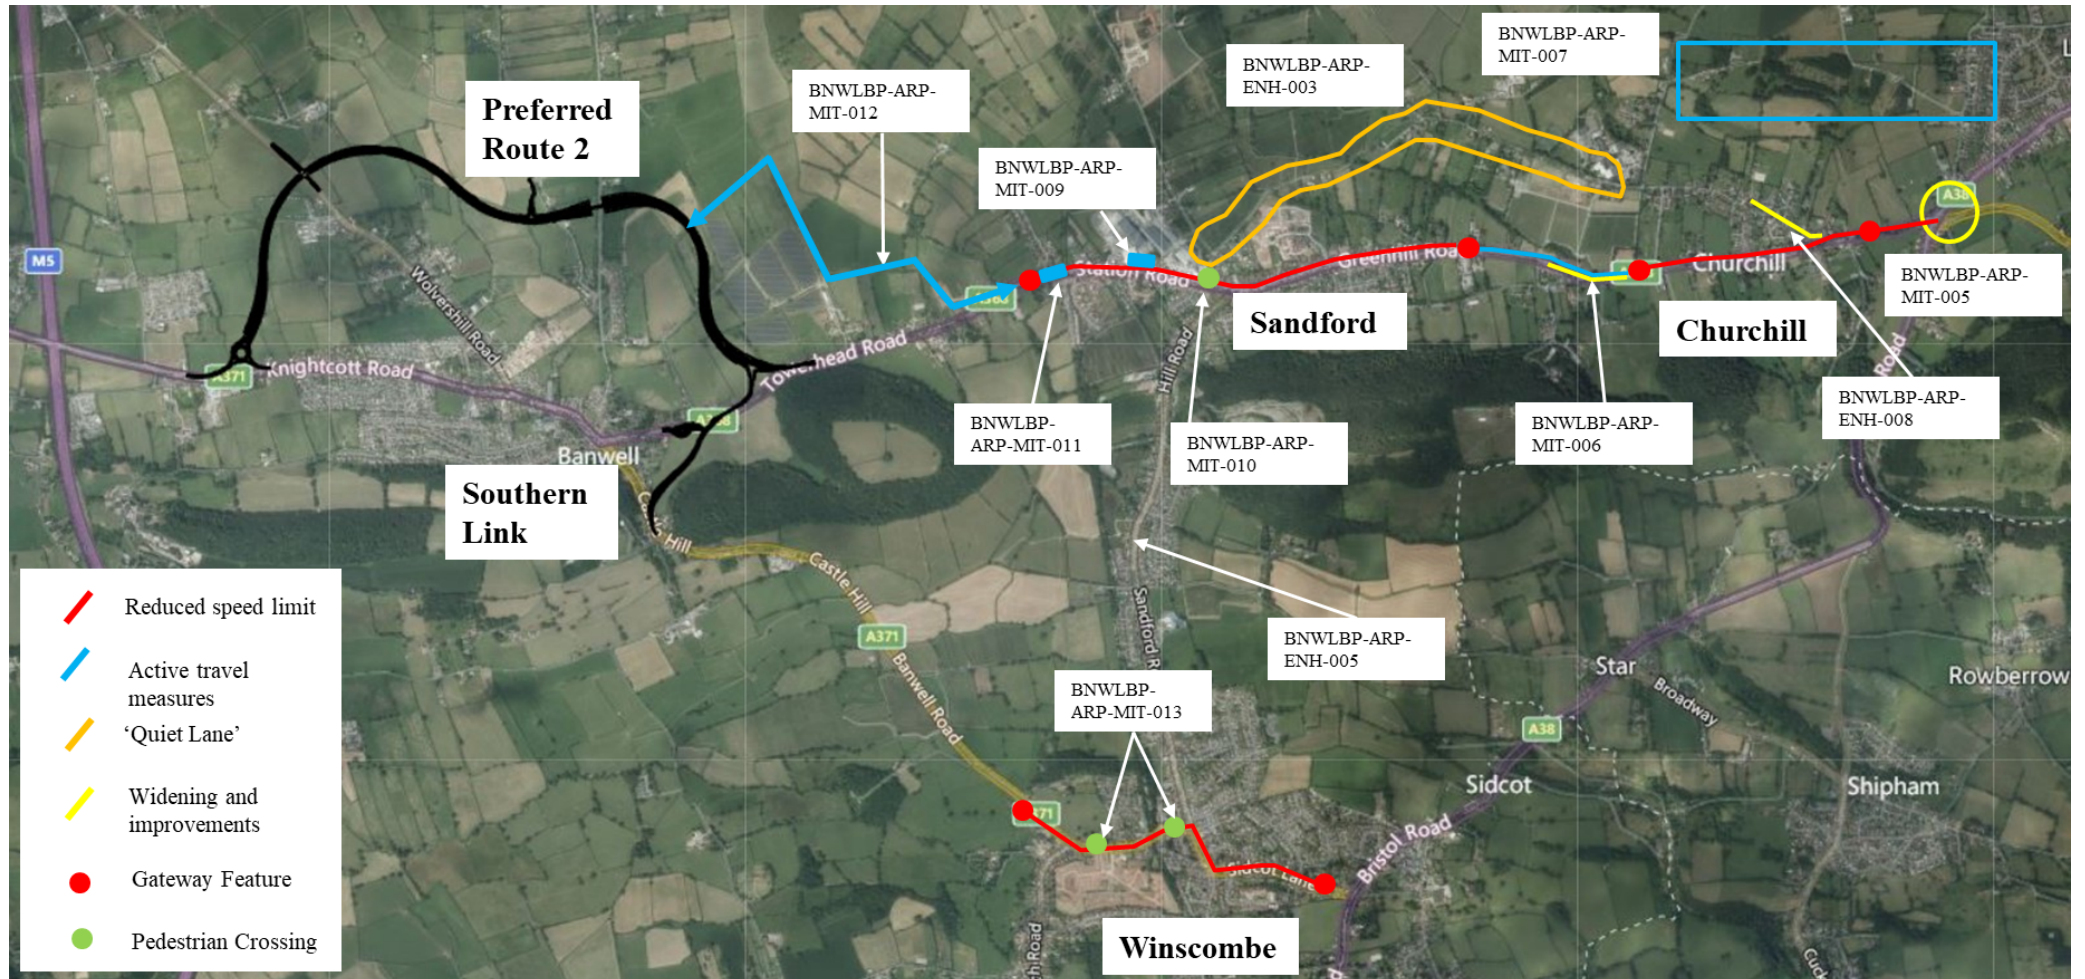 Preferred
Route 2
BNWLBP-ARP-
MIT-012
BNWLBP-ARP-
MIT-009
BNWLBP-ARP-
ENH-003
BNWLBP-ARP-
MIT-007
A38
M5
Wolvershill Road
Station Road
Greenhill Road
Churchill
BNWLBP-ARP-
MIT-005
Sandford
Churchill
A371
Knightcott Road
Towerhead Road
Hill Road
Road
BNWLBP-
ARP-MIT-011
BNWLBP-ARP-
MIT-010
BNWLBP-ARP-
MIT-006
BNWLBP-ARP-
ENH-008
Banwell
Southern
Link
Castle Hill
Castle Hill
A371
Banwell Road
Sandford R
BNWLBP-ARP-
ENH-005
BNWLBP-
ARP-MIT-013
Star
Broadway
Rowberrow
A38
Sidcot
Shipham
Bristol Road
Sidcot Lane
Winscombe
Reduced speed limit
Active travel
measures
‘Quiet Lane’
Widening and
improvements
Gateway Feature
Pedestrian Crossing